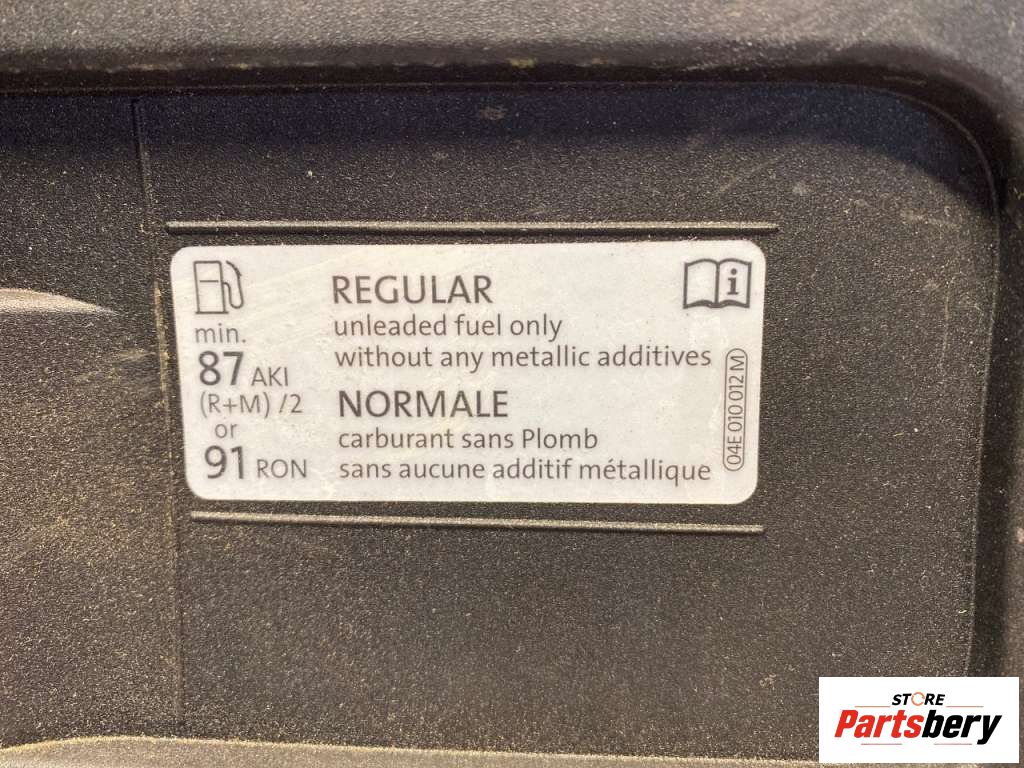 REGULAR
unleaded fuel only
without any metallic additives
min.
87 AKI
(R+M) /2
or
91 RON
NORMALE
carburant sans Plomb
sans aucune additif métallique
i
04E 010 012 M
STORE
Partsbery